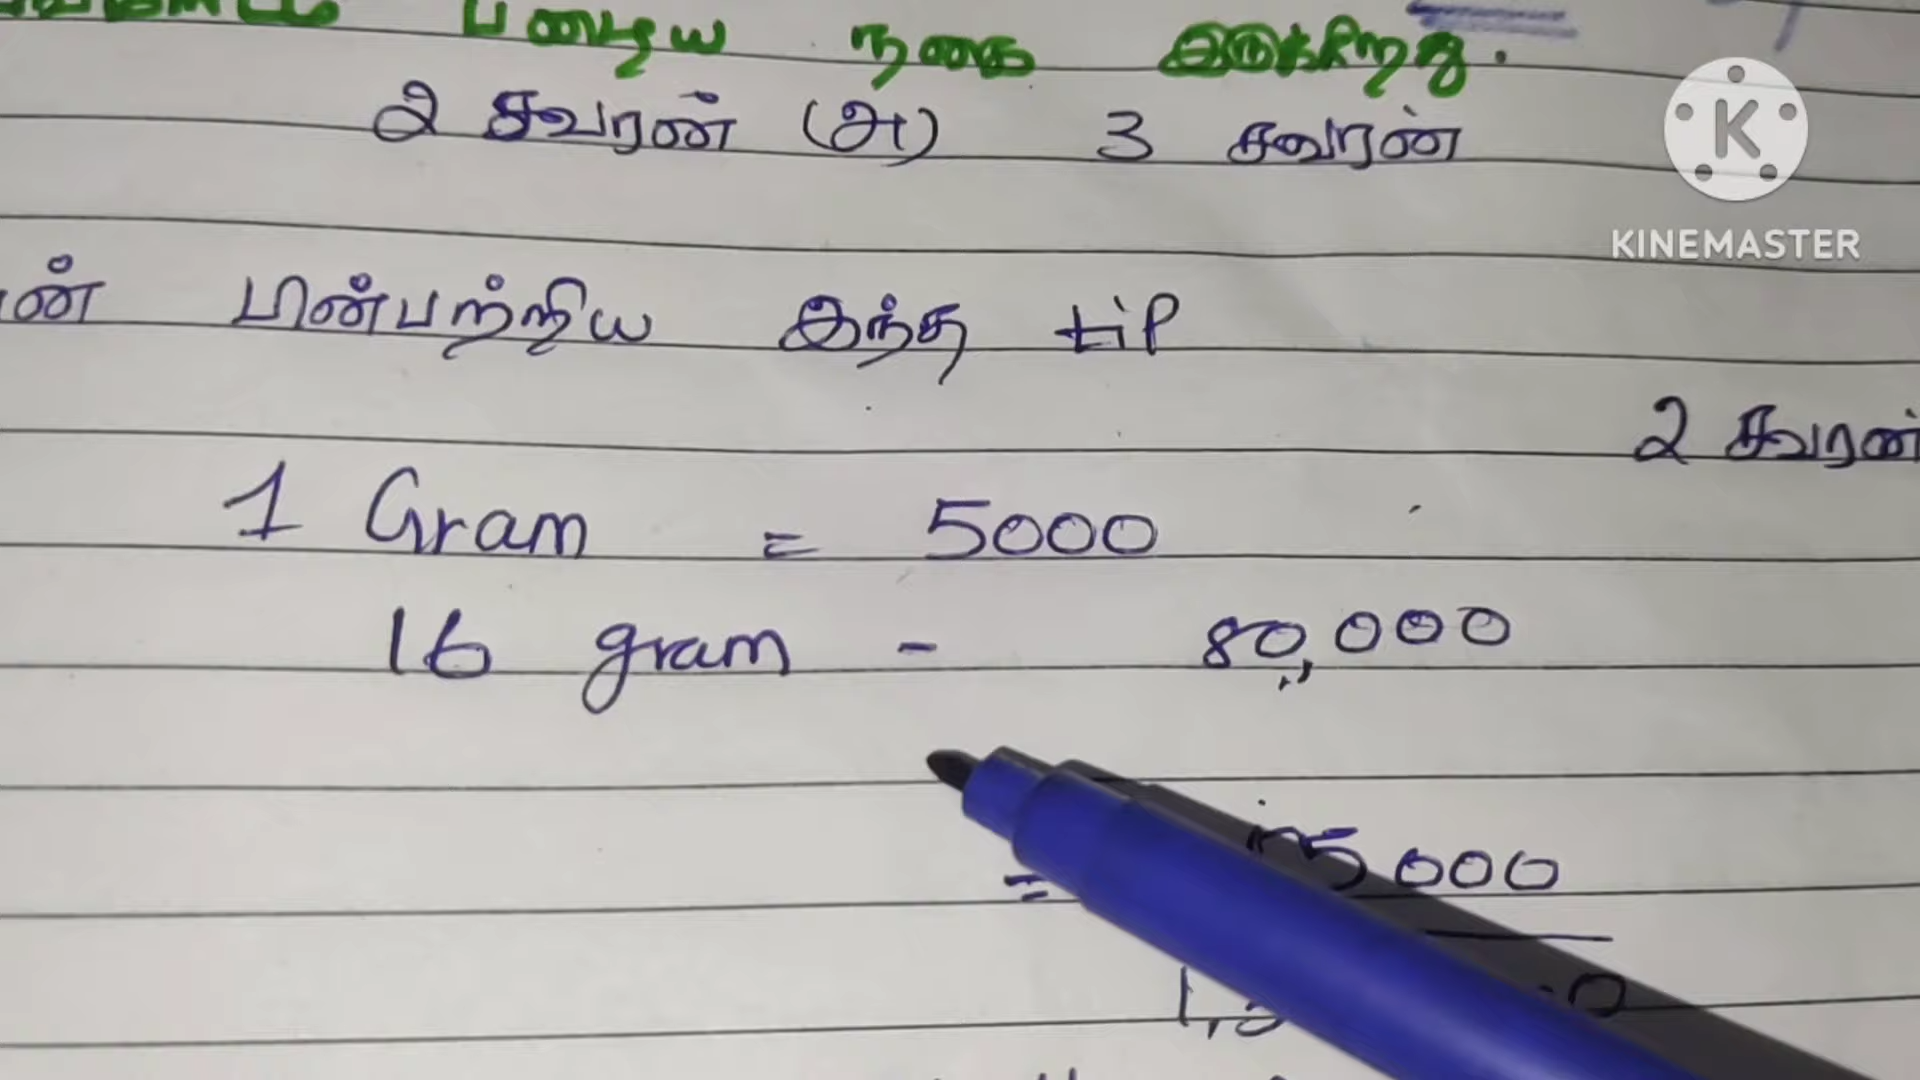 பழைய நகை இருக்கிறது.
2 சவரன் (அ) 3 சவரன்
பின்பற்றிய இந்த tip
2 சவரன்
1 Gram = 5000
16 gram - 80,000
KINEMASTER